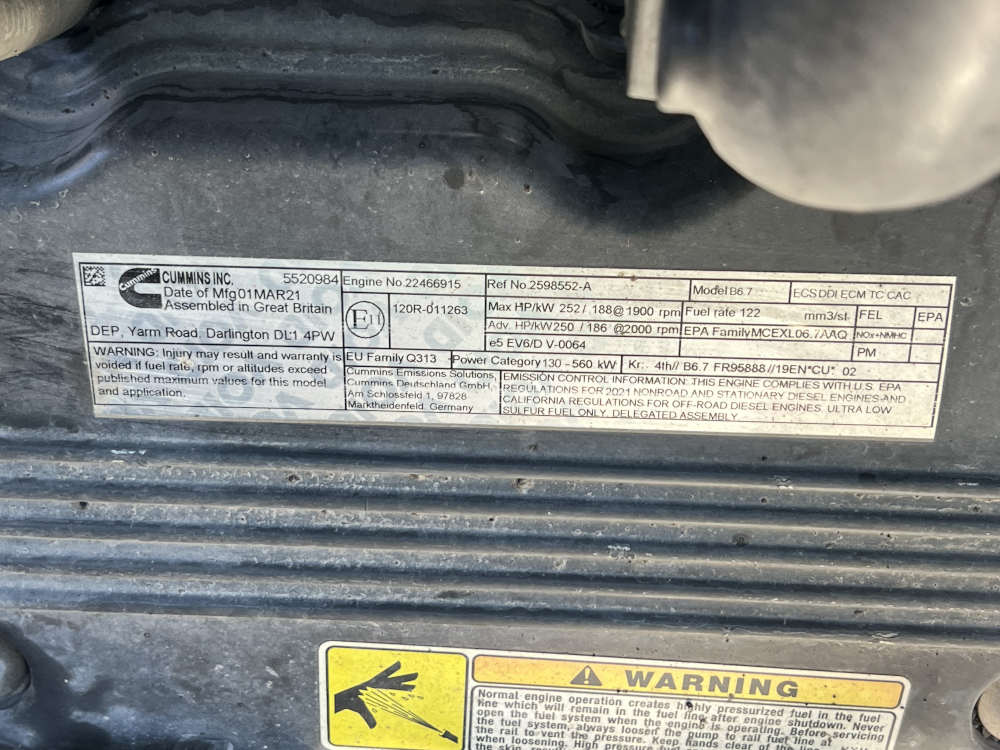 Cummins
CUMMINS INC. 5520984
Date of Mfg01MAR21
Assembled in Great Britain
DEP, Yarm Road. Darlington DL1 4PW
WARNING: Injury may result and warranty is
voided if fuel rate, rpm or altitudes exceed
published maximum values for this model
and application.
Engine No.22466915
E11 120R-011263
EU Family Q313 Power Category 130 - 560 kW
Cummins Emissions Solutions,
Cummins Deutschland GmbH,
Am Schlossfeld 1, 97828
Marktheidenfeld, Germany
Ref No.2598552-A
Max HP/kW 252 / 188@1900 rpm
Adv. HP/kW250 / 186 @2000 rpm
e5 EV6/D V-0064
Model B6.7 ECS DDI ECM TC CAC
Fuel rate 122 mm3/st FEL EPA
EPA FamilyMCEXL06.7AAQ NOx+NMHC
PM
Kr.: 4th// B6.7 FR95888 //19EN*CU* 02
EMISSION CONTROL INFORMATION: THIS ENGINE COMPLIES WITH U.S. EPA
REGULATIONS FOR 2021 NONROAD AND STATIONARY DIESEL ENGINES AND
CALIFORNIA REGULATIONS FOR OFF-ROAD DIESEL ENGINES. ULTRA LOW
SULFUR FUEL ONLY. DELEGATED ASSEMBLY
WARNING
Normal engine operation creates highly pressurized fuel in the fuel
line which will remain in the fuel line after engine shutdown. Never
open the fuel system when the engine is operating. Before servicing
the fuel system, always loosen the pump to rail fuel line at
the rail to vent the pressure. Keep hands clear of the line
when loosening. High pressure fuel